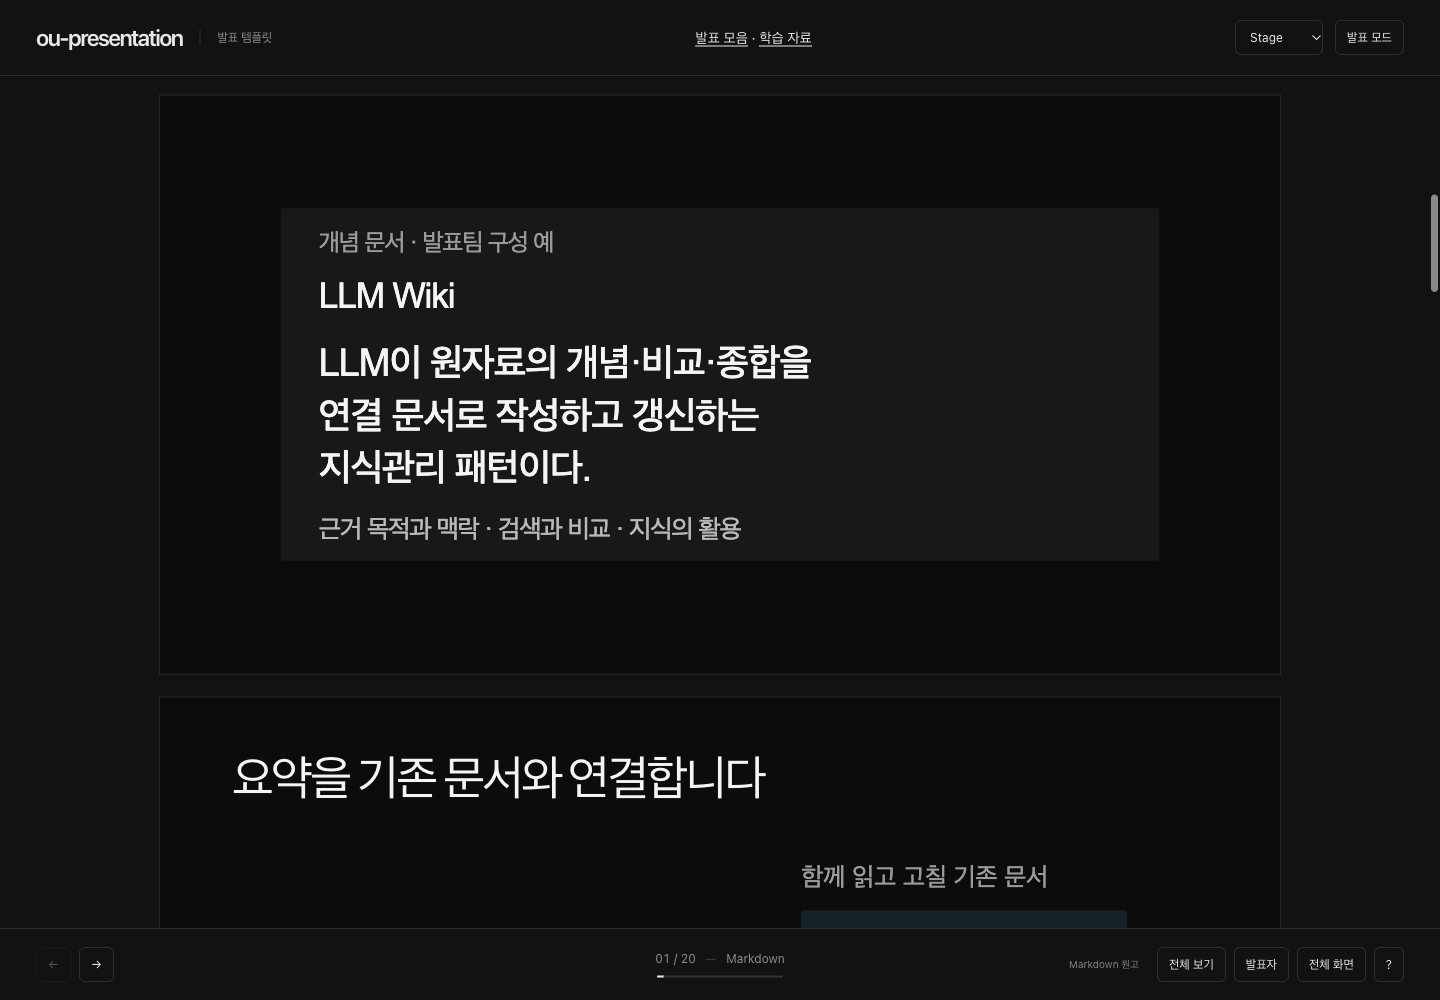 ou-presentation
발표 템플릿
발표 모음 · 학습 자료
Stage
발표 모드
개념 문서 · 발표팀 구성 예
LLM Wiki
LLM이 원자료의 개념·비교·종합을
연결 문서로 작성하고 갱신하는
지식관리 패턴이다.
근거 목적과 맥락 · 검색과 비교 · 지식의 활용
요약을 기존 문서와 연결합니다
함께 읽고 고칠 기존 문서
←
→
01 / 20 — Markdown
Markdown 원고
전체 보기
발표자
전체 화면
?